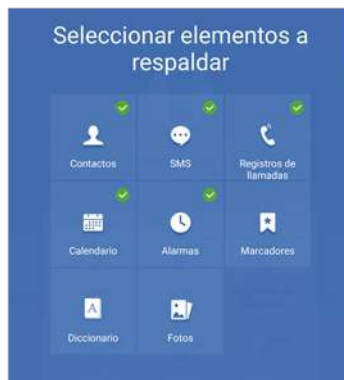 Seleccionar elementos a
respaldar
Contactos
SMS
Registros de
llamadas
Calendario
Alarmas
Marcadores
A
Diccionario
Fotos